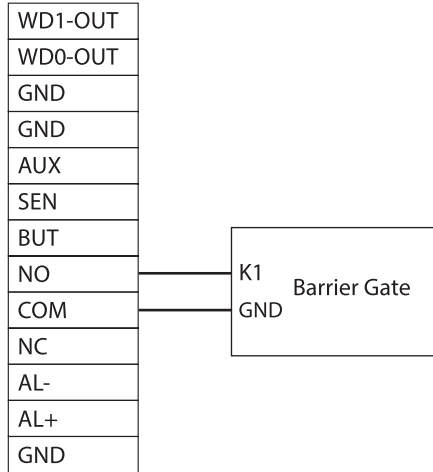 WD1-OUT
WD0-OUT
GND
GND
AUX
SEN
BUT
NO
COM
NC
AL-
AL+
GND
K1
Barrier Gate
GND